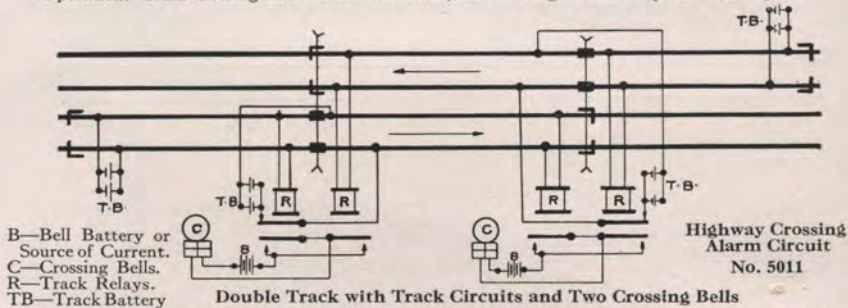 T.B.
T.B.
T.B.
R
R
R
R
T.B.
C
C
B
B
B—Bell Battery or
Source of Current.
C—Crossing Bells.
R—Track Relays.
TB—Track Battery
Highway Crossing
Alarm Circuit
No. 5011
Double Track with Track Circuits and Two Crossing Bells